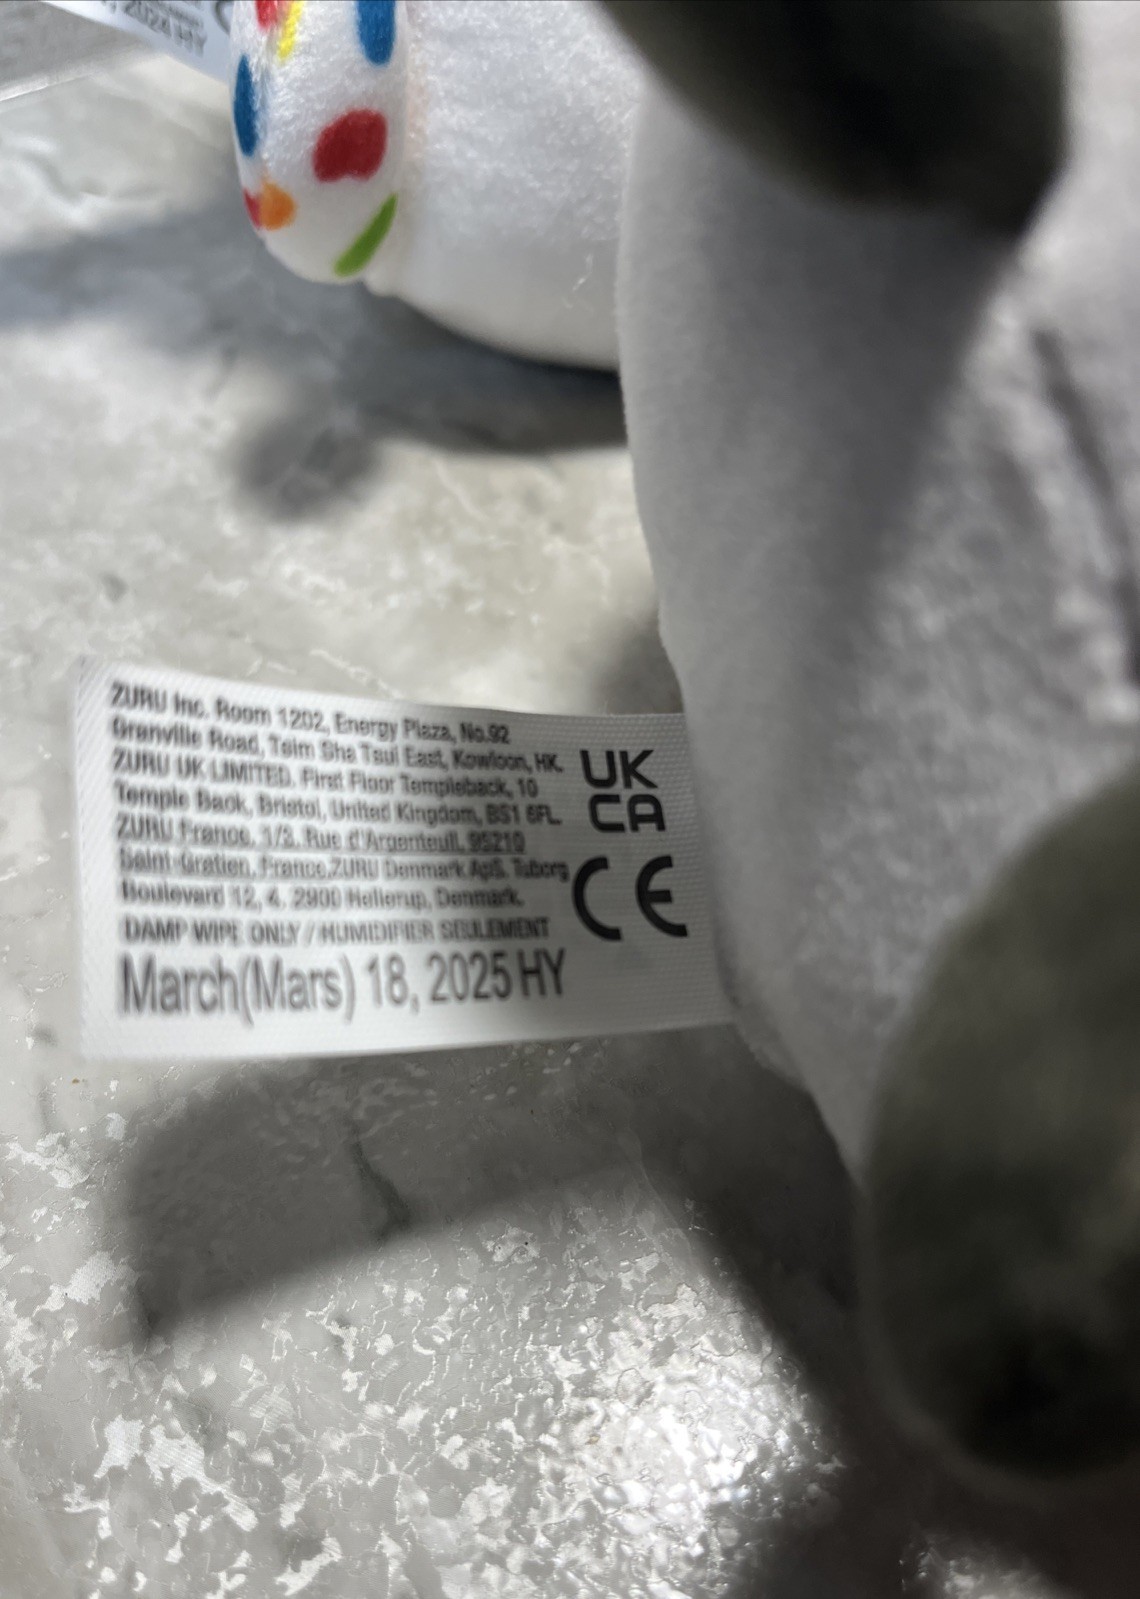 2024 HY
ZURU Inc. Room 1202, Energy Plaza, No.92
Granville Road, Tsim Sha Tsui East, Kowloon, HK.
ZURU UK LIMITED. First Floor Templeback, 10
Temple Back, Bristol, United Kingdom, BS1 6FL.
ZURU France, 1/3. Rue d'Argenteuil, 95210
Saint-Gratien, France,ZURU Denmark ApS. Tuborg
Boulevard 12, 4. 2900 Hellerup, Denmark.
DAMP WIPE ONLY / HUMIDIFIER SEULEMENT
March(Mars) 18, 2025 HY
UK
CA
CE